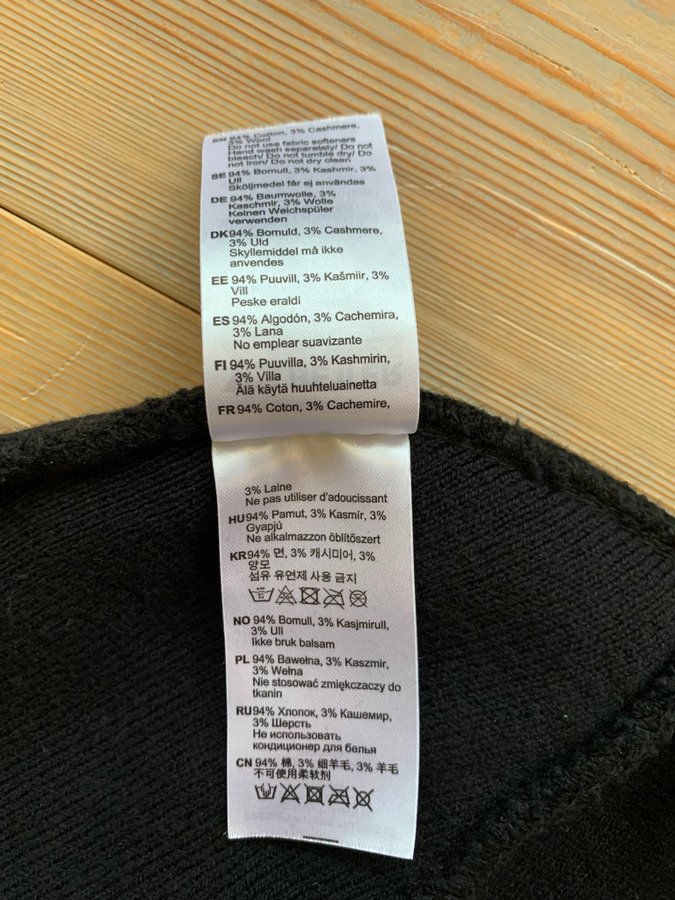 EN 94% Cotton, 3% Cashmere,
3% Wool
Do not use fabric softeners
Hand wash separately/ Do not
bleach/ Do not tumble dry/ Do
not Iron/ Do not dry clean
SE 94% Bomull, 3% Kashmir, 3%
Ull
Sköljmedel får ej användas
DE 94% Baumwolle, 3%
Kaschmir, 3% Wolle
Keinen Weichspüler
verwenden
DK94% Bomuld, 3% Cashmere,
3% Uld
Skyllemiddel må ikke
anvendes
EE 94% Puuvill, 3% Kašmiir, 3%
Vill
Peske eraldi
ES 94% Algodón, 3% Cachemira,
3% Lana
No emplear suavizante
FI 94% Puuvilla, 3% Kashmirin,
3% Villa
Älä käytä huuhteluainetta
FR 94% Coton, 3% Cachemire,
3% Laine
Ne pas utiliser d'adoucissant
HU94% Pamut, 3% Kasmír, 3%
Gyapjú
Ne alkalmazzon öblítőszert
KR94% 면, 3% 캐시미어, 3%
양모
섬유 유연제 사용 금지
NO 94% Bomull, 3% Kasjmirull,
3% Ull
Ikke bruk balsam
PL 94% Bawełna, 3% Kaszmir,
3% Wełna
Nie stosować zmiękczaczy do
tkanin
RU94% Хлопок, 3% Кашемир,
3% Шерсть
Не использовать
кондиционер для белья
CN 94% 棉, 3% 细羊毛, 3% 羊毛
不可使用柔软剂